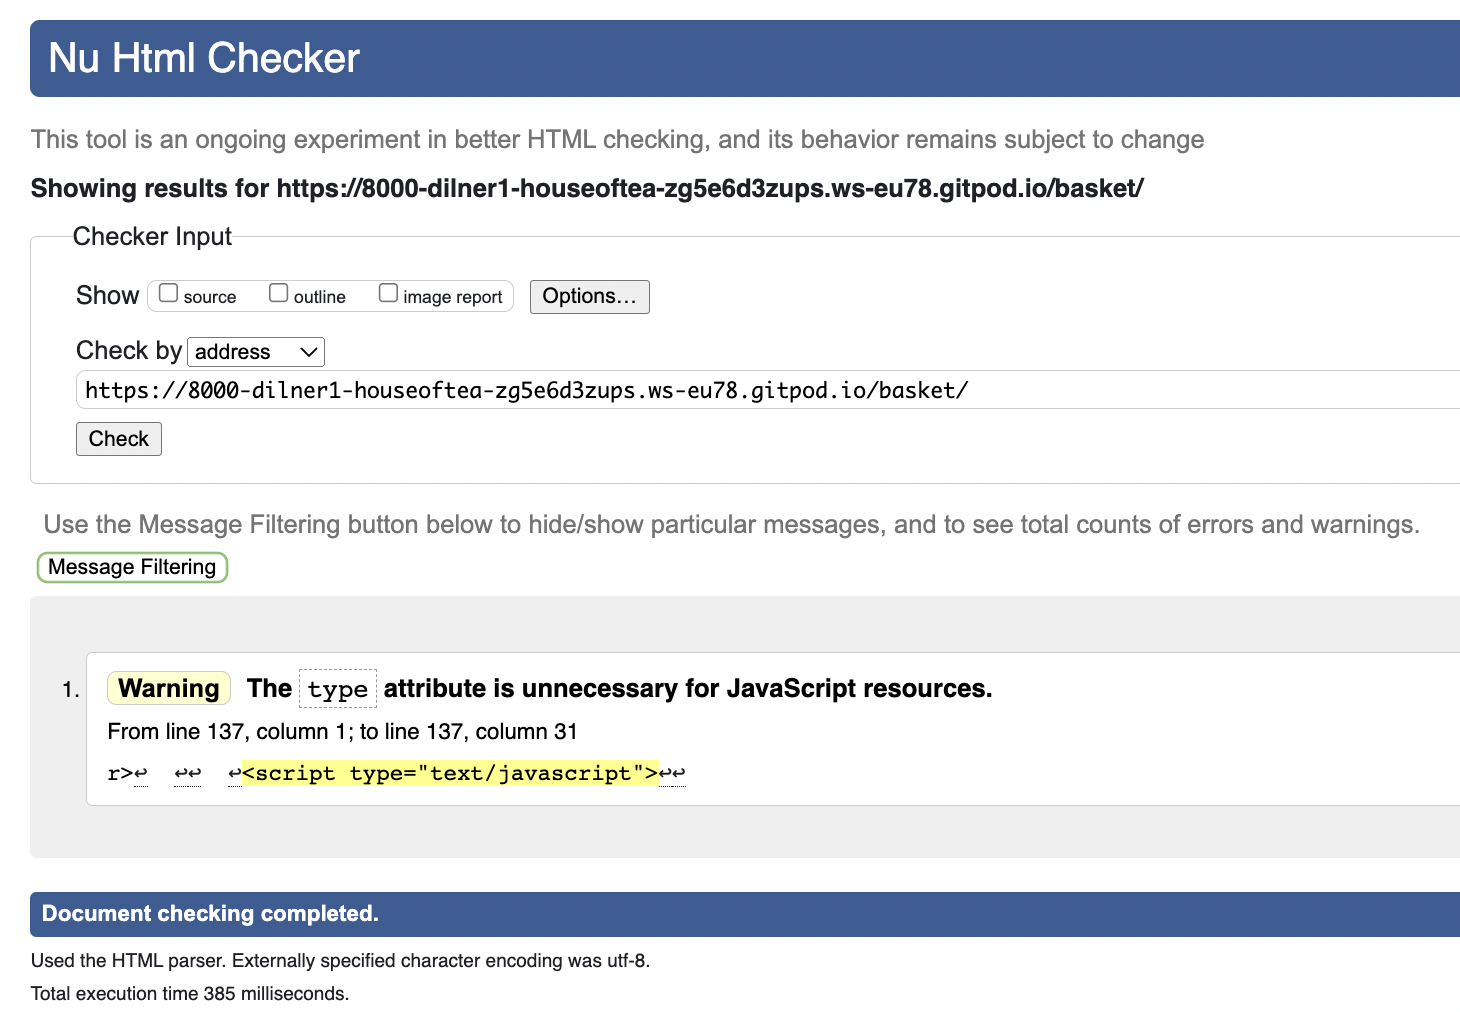 Nu Html Checker
This tool is an ongoing experiment in better HTML checking, and its behavior remains subject to change
Showing results for https://8000-dilner1-houseoftea-zg5e6d3zups.ws-eu78.gitpod.io/basket/
Checker Input
Show source outline image report Options...
Check by address
https://8000-dilner1-houseoftea-zg5e6d3zups.ws-eu78.gitpod.io/basket/
Check
Use the Message Filtering button below to hide/show particular messages, and to see total counts of errors and warnings.
Message Filtering
1. Warning The type attribute is unnecessary for JavaScript resources.
From line 137, column 1; to line 137, column 31
r>↩ ↩↩ ↩<script type="text/javascript">↩↩
Document checking completed.
Used the HTML parser. Externally specified character encoding was utf-8.
Total execution time 385 milliseconds.